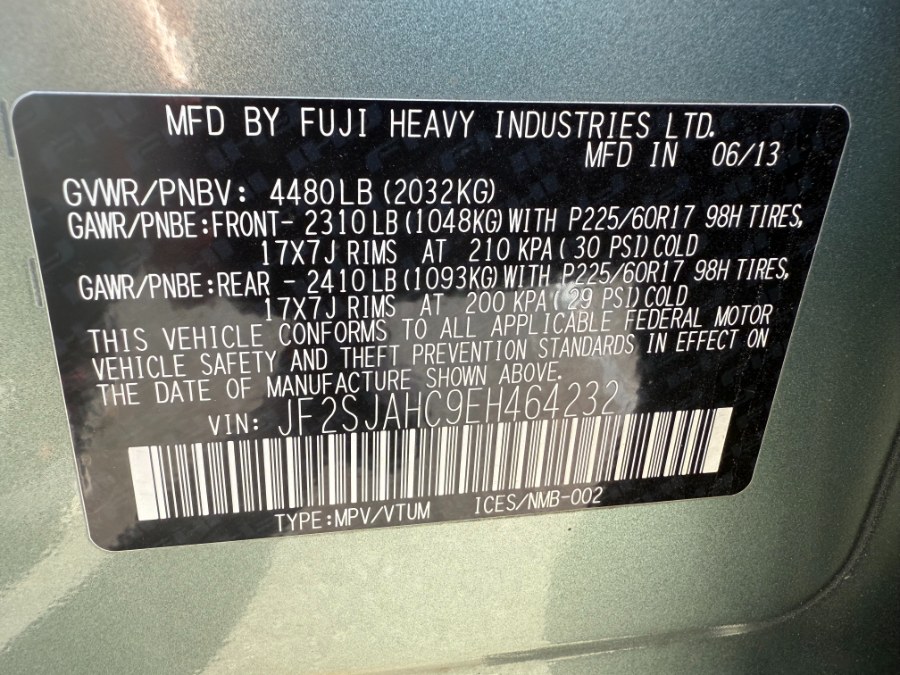 MFD BY FUJI HEAVY INDUSTRIES LTD.
MFD IN 06/13
GVWR/PNBV: 4480LB (2032KG)
GAWR/PNBE:FRONT- 2310 LB (1048KG) WITH P225/60R17 98H TIRES,
17X7J RIMS AT 210 KPA (30 PSI) COLD
GAWR/PNBE:REAR - 2410 LB (1093KG) WITH P225/60R17 98H TIRES,
17X7J RIMS AT 200 KPA (29 PSI) COLD
THIS VEHICLE CONFORMS TO ALL APPLICABLE FEDERAL MOTOR
VEHICLE SAFETY AND THEFT PREVENTION STANDARDS IN EFFECT ON
THE DATE OF MANUFACTURE SHOWN ABOVE.
VIN: JF2SJAHC9EH464232
TYPE:MPV/VTUM ICES/NMB-002